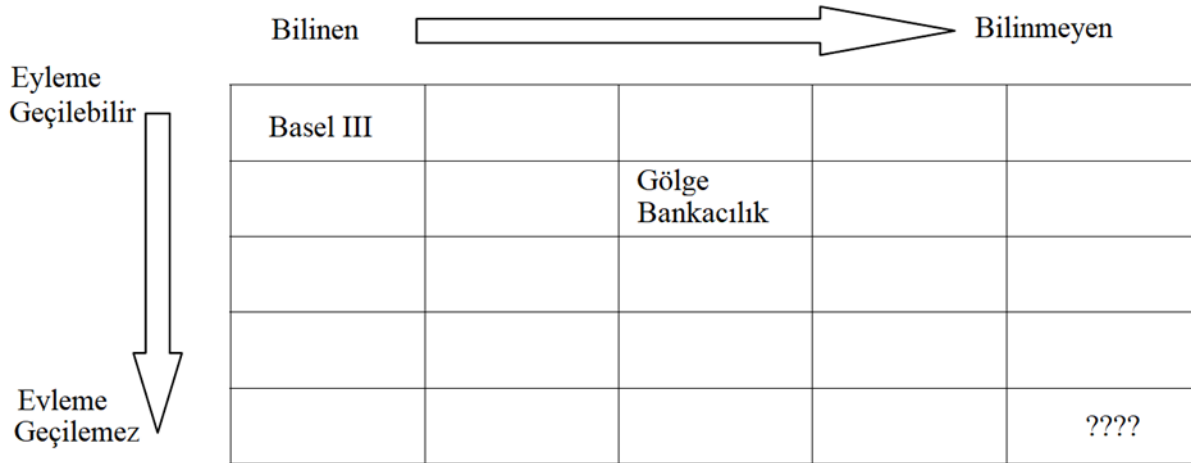 Bilinen
Bilinmeyen
Eyleme
Geçilebilir
Basel III
Gölge
Bankacılık
Evleme
Geçilemez
????